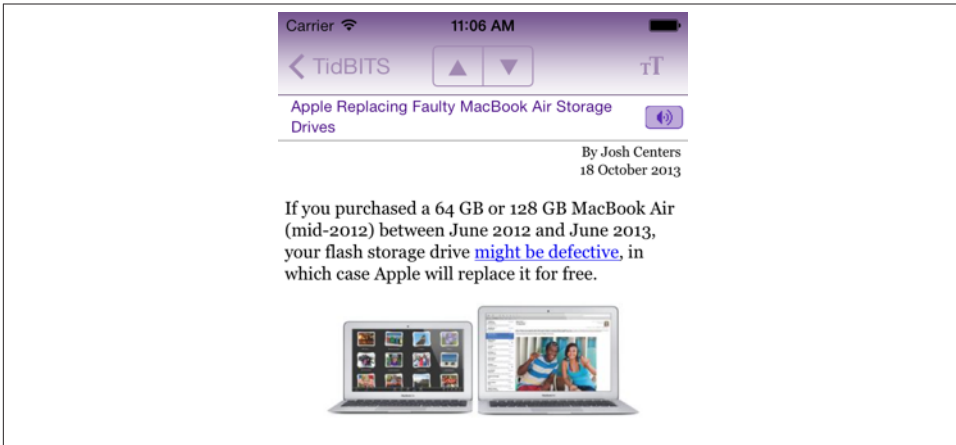 Carrier 11:06 AM
TidBITS TT
Apple Replacing Faulty MacBook Air Storage
Drives
By Josh Centers
18 October 2013
If you purchased a 64 GB or 128 GB MacBook Air
(mid-2012) between June 2012 and June 2013,
your flash storage drive might be defective, in
which case Apple will replace it for free.